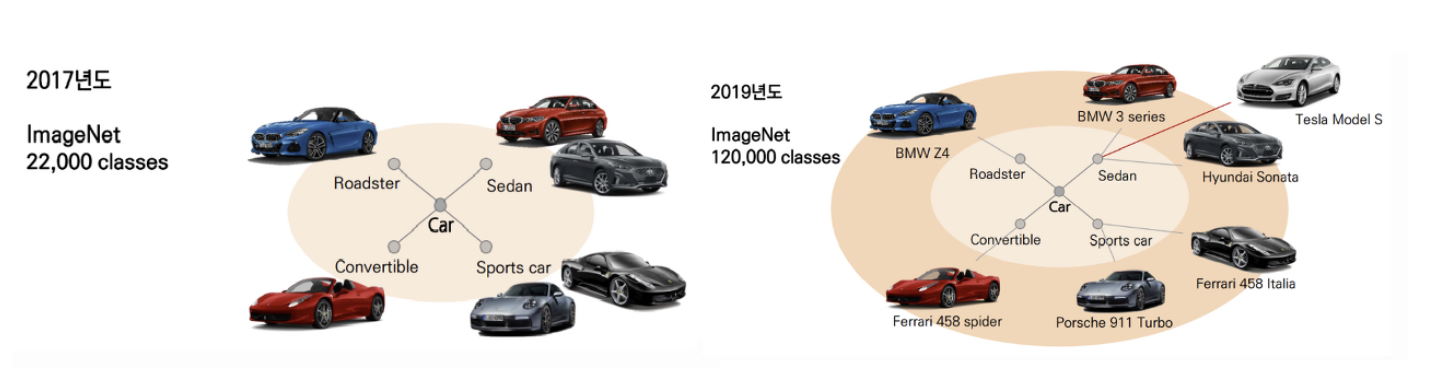 2017년도
ImageNet
22,000 classes
Roadster
Sedan
Car
Convertible
Sports car
2019년도
ImageNet
120,000 classes
BMW 3 series
Tesla Model S
BMW Z4
Roadster
Sedan
Hyundai Sonata
Car
Convertible
Sports car
Ferrari 458 Italia
Ferrari 458 spider
Porsche 911 Turbo